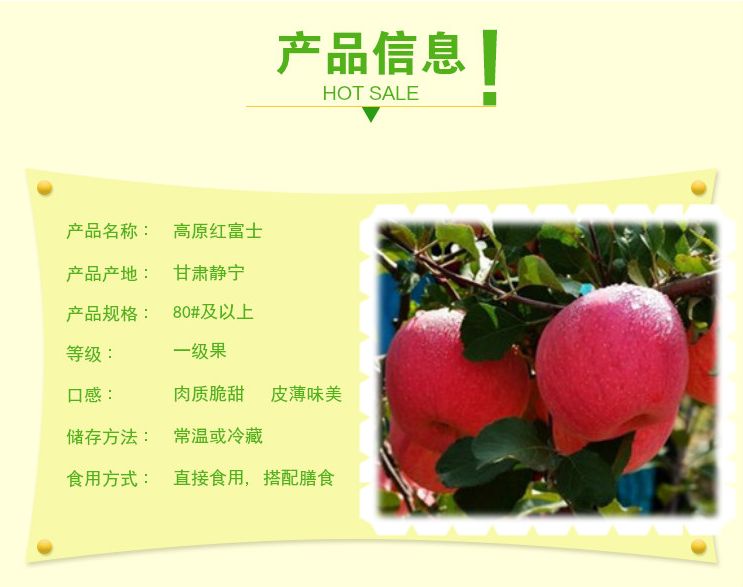 产品信息!
HOT SALE
产品名称： 高原红富士
产品产地： 甘肃静宁
产品规格： 80#及以上
等级： 一级果
口感： 肉质脆甜 皮薄味美
储存方法： 常温或冷藏
食用方式： 直接食用，搭配膳食